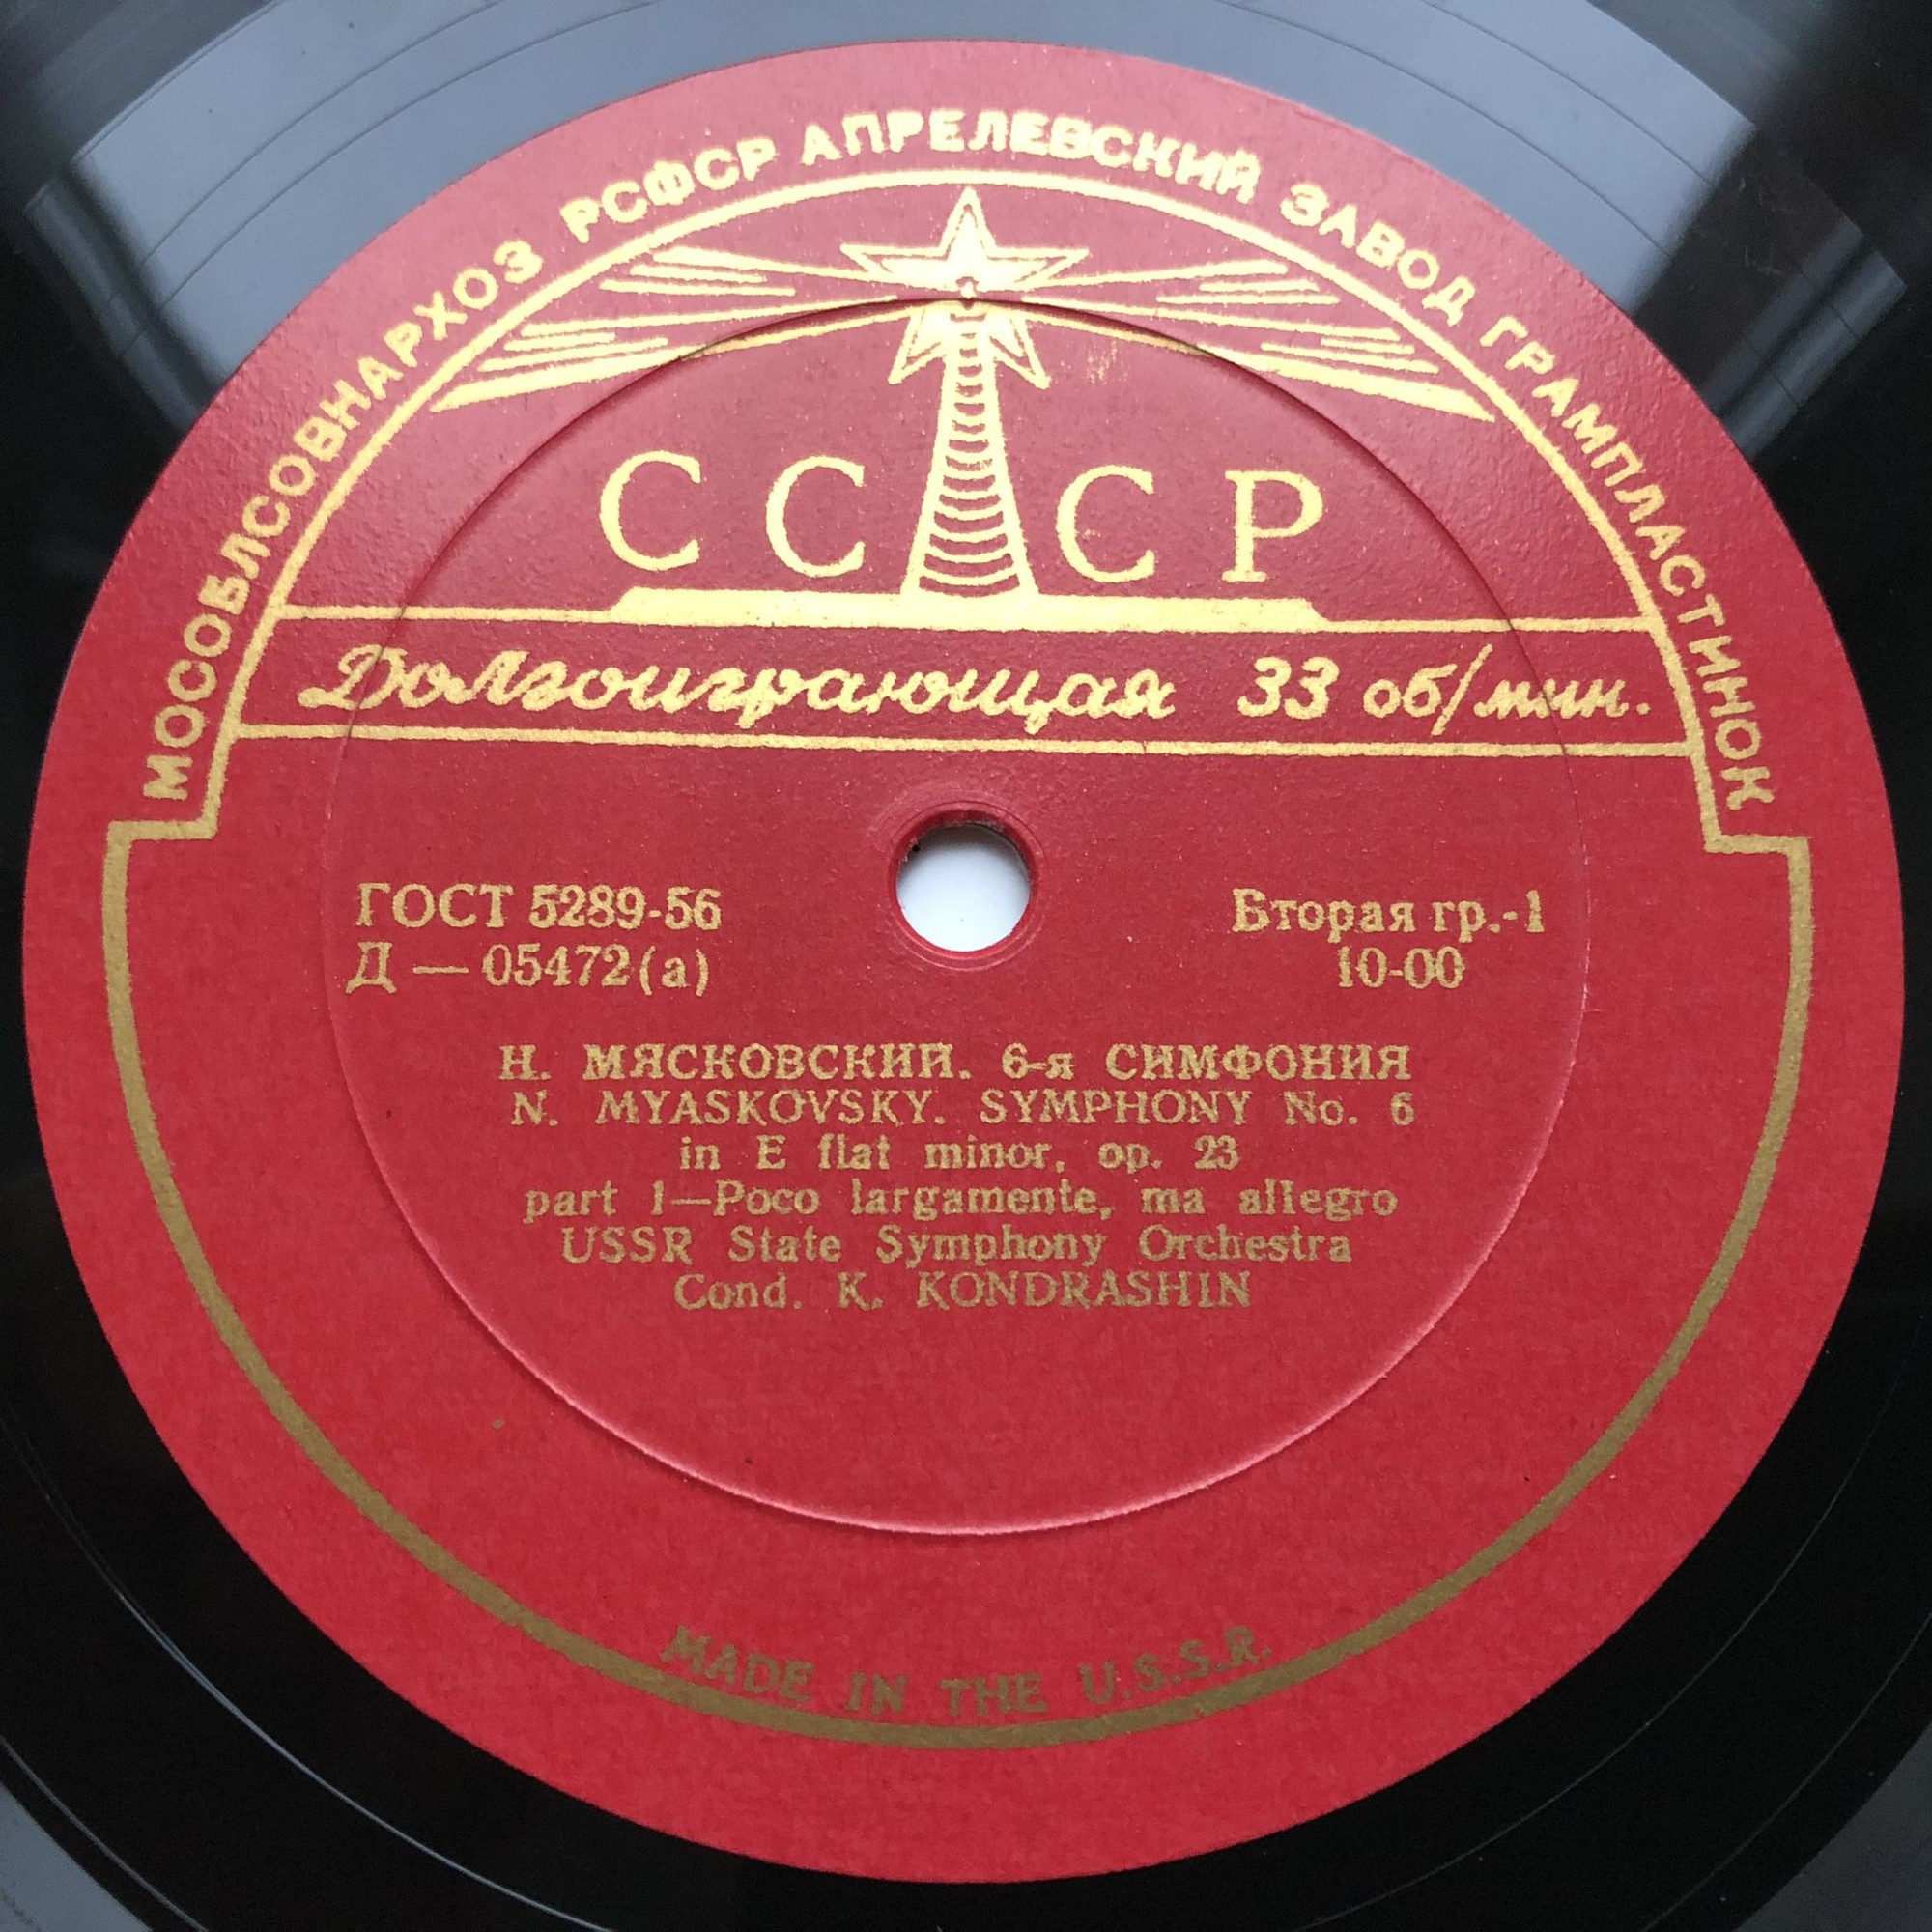 МОСОБЛСОВНАРХОЗ РСФСР АПРЕЛЕВСКИЙ ЗАВОД ГРАМПЛАСТИНОК
СССР
Долгоиграющая 33 об/мин.
ГОСТ 5289-56
Вторая гр.-1
Д — 05472(а)
10-00
Н. МЯСКОВСКИЙ. 6-я СИМФОНИЯ
N. MYASKOVSKY. SYMPHONY No. 6
in E flat minor, op. 23
part 1—Poco largamente, ma allegro
USSR State Symphony Orchestra
Cond. K. KONDRASHIN
MADE IN THE U.S.S.R.